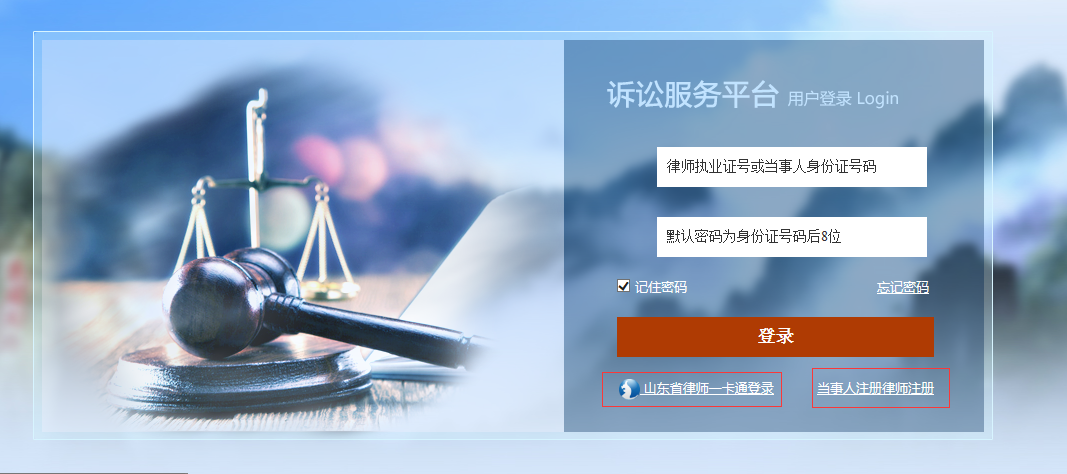 诉讼服务平台 用户登录 Login
律师执业证号或当事人身份证号码
默认密码为身份证号码后8位
记住密码 忘记密码
登录
山东省律师一卡通登录 当事人注册律师注册